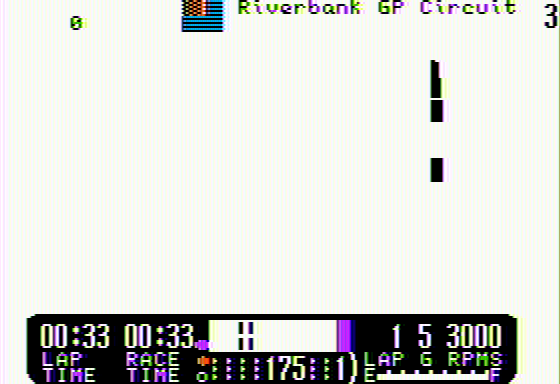 Riverbank GP Circuit
0 3
00:33 00:33 1 5 3000
LAP RACE LAP G RPMS
TIME TIME 175 1) E F